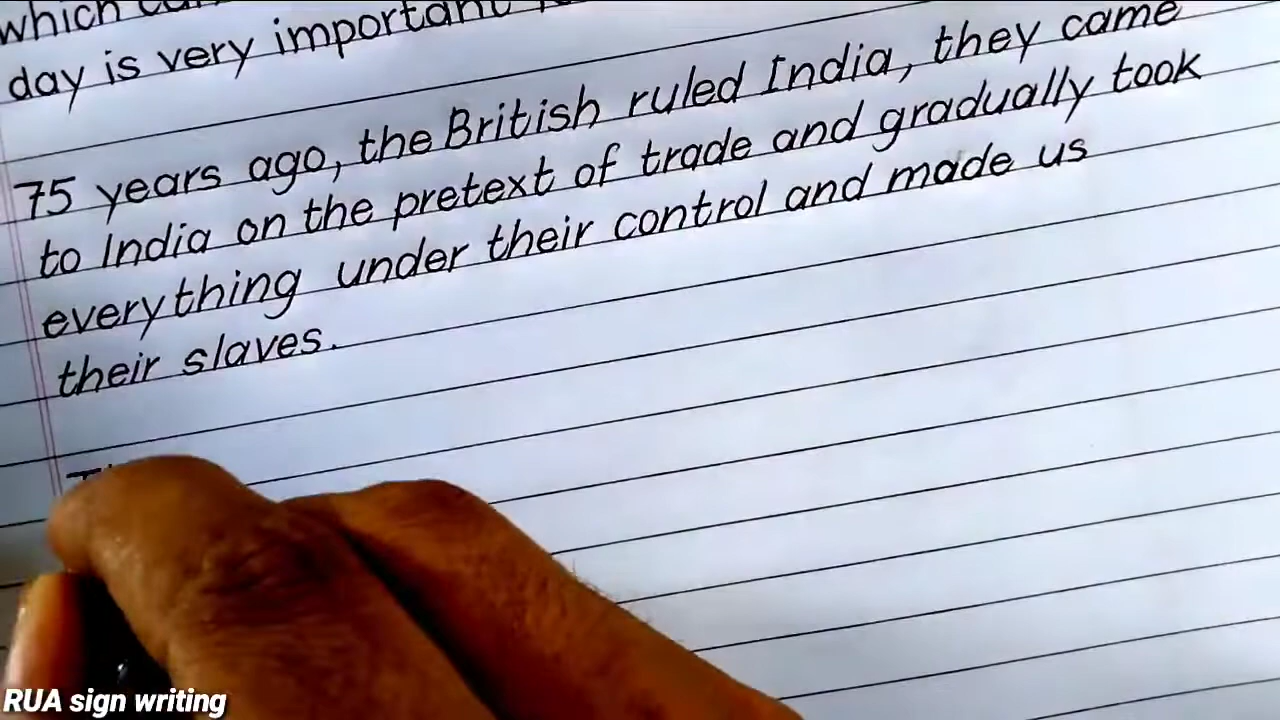 which
day is very important
75 years ago, the British ruled India, they came
to India on the pretext of trade and gradually took
everything under their control and made us
their slaves.
RUA sign writing